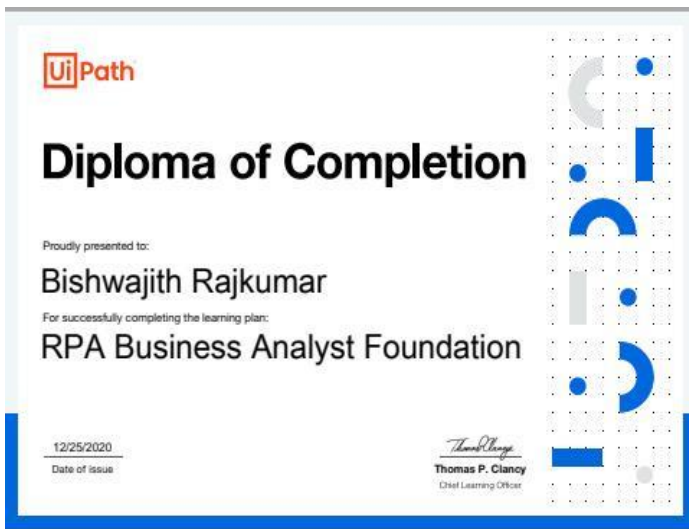 UiPath
Diploma of Completion
Proudly presented to:
Bishwajith Rajkumar
For successfully completing the learning plan:
RPA Business Analyst Foundation
12/25/2020
Date of issue
Thomas P. Clancy
Chief Learning Officer